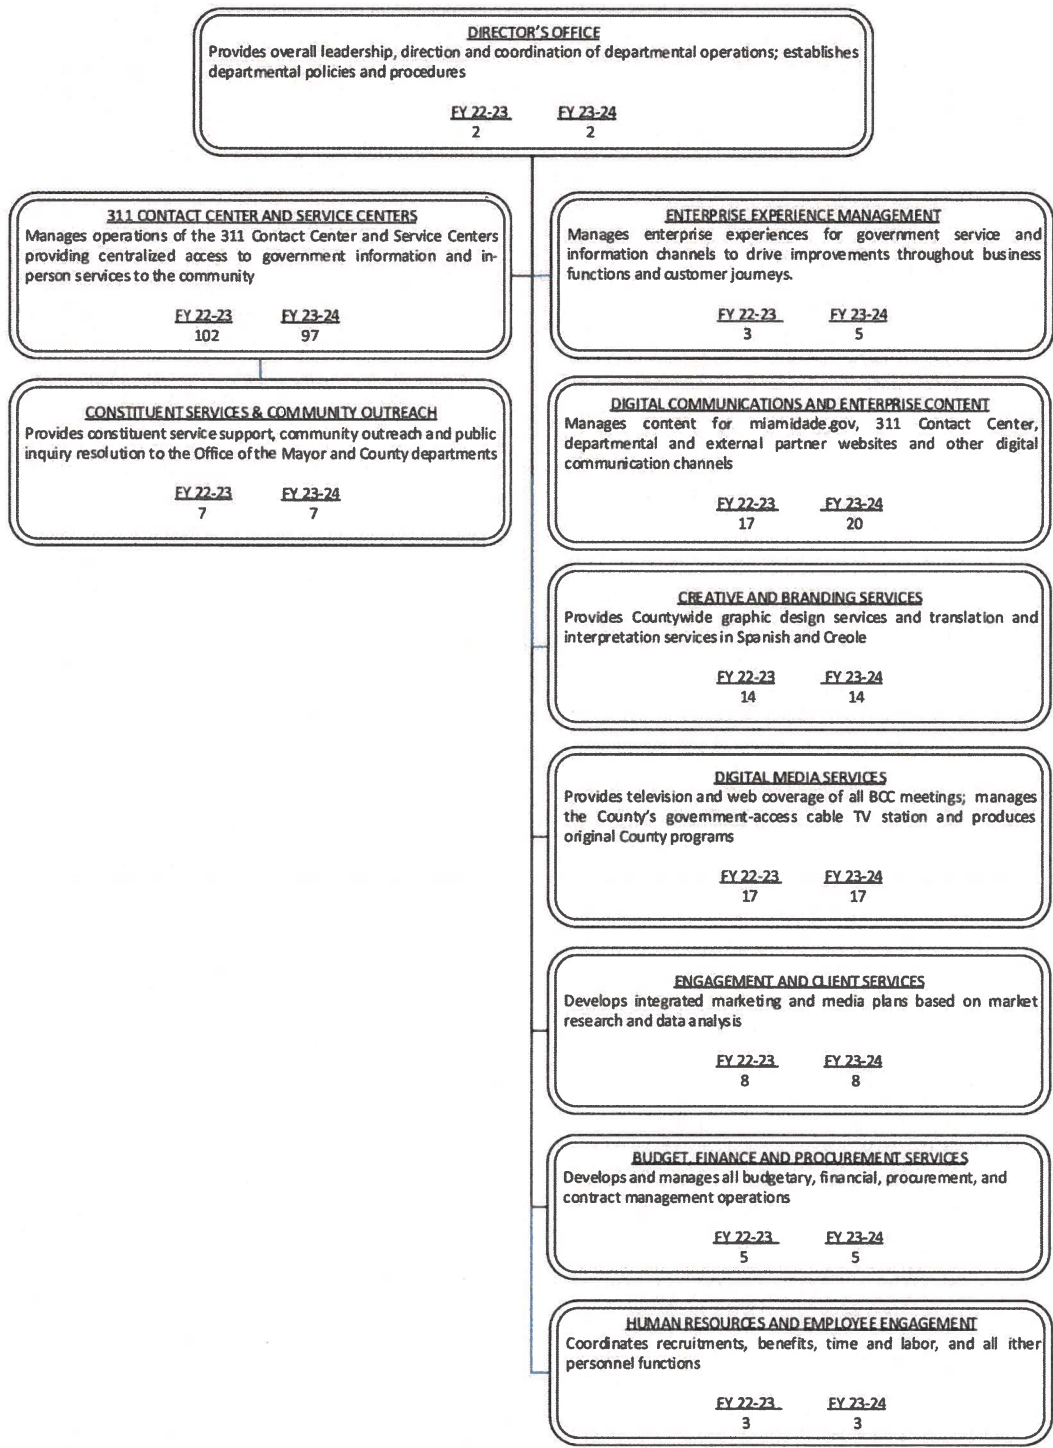 DIRECTOR'S OFFICE
Provides overall leadership, direction and coordination of departmental operations; establishes
departmental policies and procedures
FY 22-23 FY 23-24
2 2
311 CONTACT CENTER AND SERVICE CENTERS
Manages operations of the 311 Contact Center and Service Centers
providing centralized access to government information and in-
person services to the community
FY 22-23 FY 23-24
102 97
CONSTITUENT SERVICES & COMMUNITY OUTREACH
Provides constituent service support, community outreach and public
inquiry resolution to the Office of the Mayor and County departments
FY 22-23 FY 23-24
7 7
ENTERPRISE EXPERIENCE MANAGEMENT
Manages enterprise experiences for government service and
information channels to drive improvements throughout business
functions and customer journeys.
FY 22-23 FY 23-24
3 5
DIGITAL COMMUNICATIONS AND ENTERPRISE CONTENT
Manages content for miamidade.gov, 311 Contact Center,
departmental and external partner websites and other digital
communication channels
FY 22-23 FY 23-24
17 20
CREATIVE AND BRANDING SERVICES
Provides Countywide graphic design services and translation and
interpretation services in Spanish and Creole
FY 22-23 FY 23-24
14 14
DIGITAL MEDIA SERVICES
Provides television and web coverage of all BCC meetings; manages
the County's government-access cable TV station and produces
original County programs
FY 22-23 FY 23-24
17 17
ENGAGEMENT AND CLIENT SERVICES
Develops integrated marketing and media plans based on market
research and data analysis
FY 22-23 FY 23-24
8 8
BUDGET, FINANCE AND PROCUREMENT SERVICES
Develops and manages all budgetary, financial, procurement, and
contract management operations
FY 22-23 FY 23-24
5 5
HUMAN RESOURCES AND EMPLOYEE ENGAGEMENT
Coordinates recruitments, benefits, time and labor, and all ither
personnel functions
FY 22-23 FY 23-24
3 3